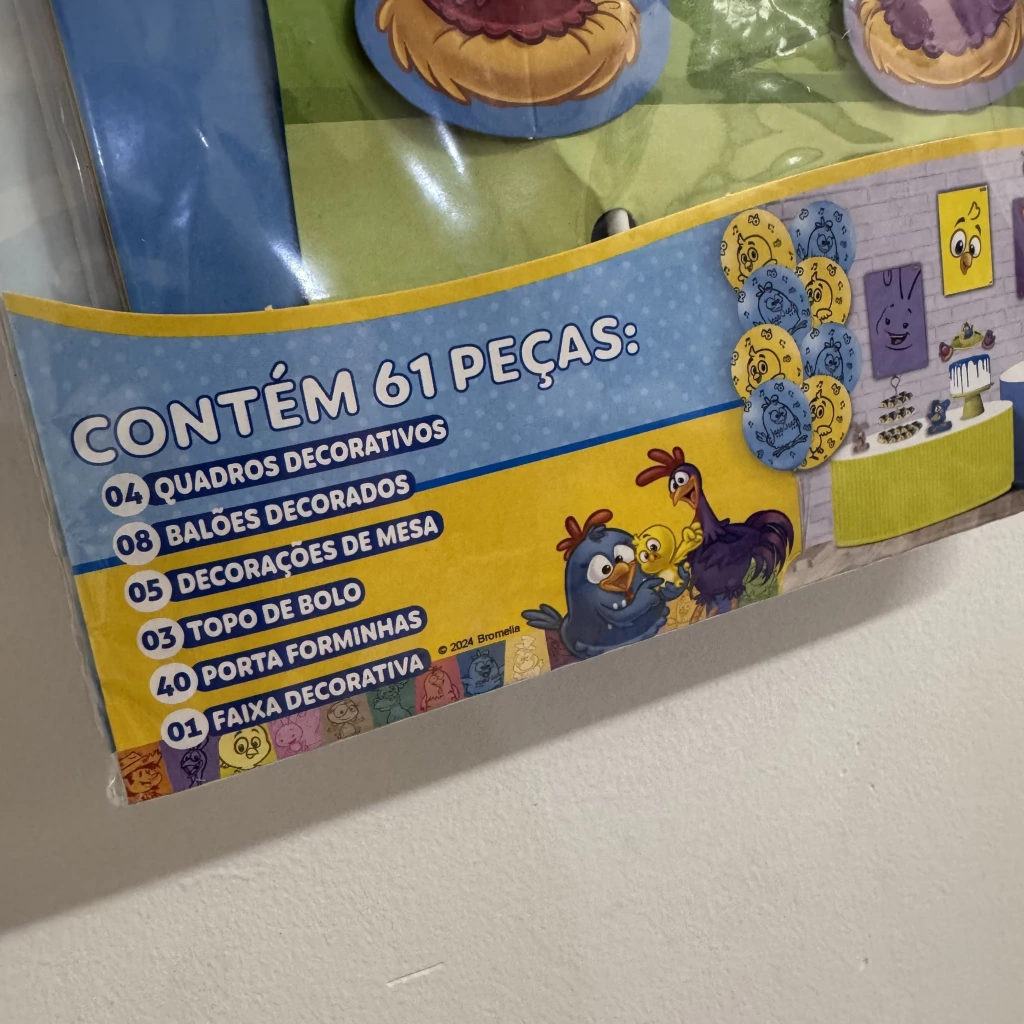 CONTÉM 61 PEÇAS:
04 QUADROS DECORATIVOS
08 BALÕES DECORADOS
05 DECORAÇÕES DE MESA
03 TOPO DE BOLO
40 PORTA FORMINHAS
01 FAIXA DECORATIVA
© 2024 Bromelia